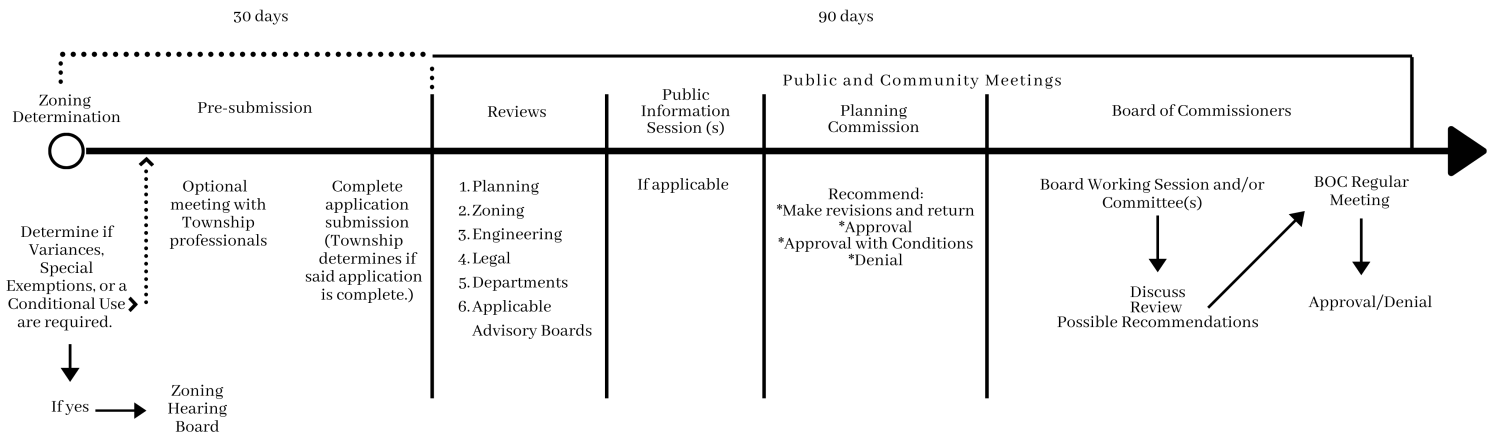 30 days
90 days
Public and Community Meetings
Zoning
Determination
Pre-submission
Reviews
Public
Information
Session (s)
Planning
Commission
Board of Commissioners
Determine if
Variances,
Special
Exemptions, or a
Conditional Use
are required.
If yes
Zoning
Hearing
Board
Optional
meeting with
Township
professionals
Complete
application
submission
(Township
determines if
said application
is complete.)
1. Planning
2. Zoning
3. Engineering
4. Legal
5. Departments
6. Applicable
Advisory Boards
If applicable
Recommend:
*Make revisions and return
*Approval
*Approval with Conditions
*Denial
Board Working Session and/or
Committee(s)
Discuss
Review
Possible Recommendations
BOC Regular
Meeting
Approval/Denial